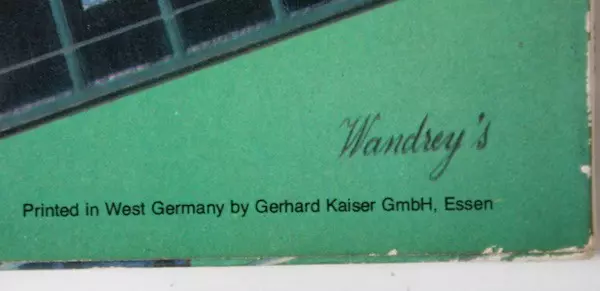 Wandrey's
Printed in West Germany by Gerhard Kaiser GmbH, Essen